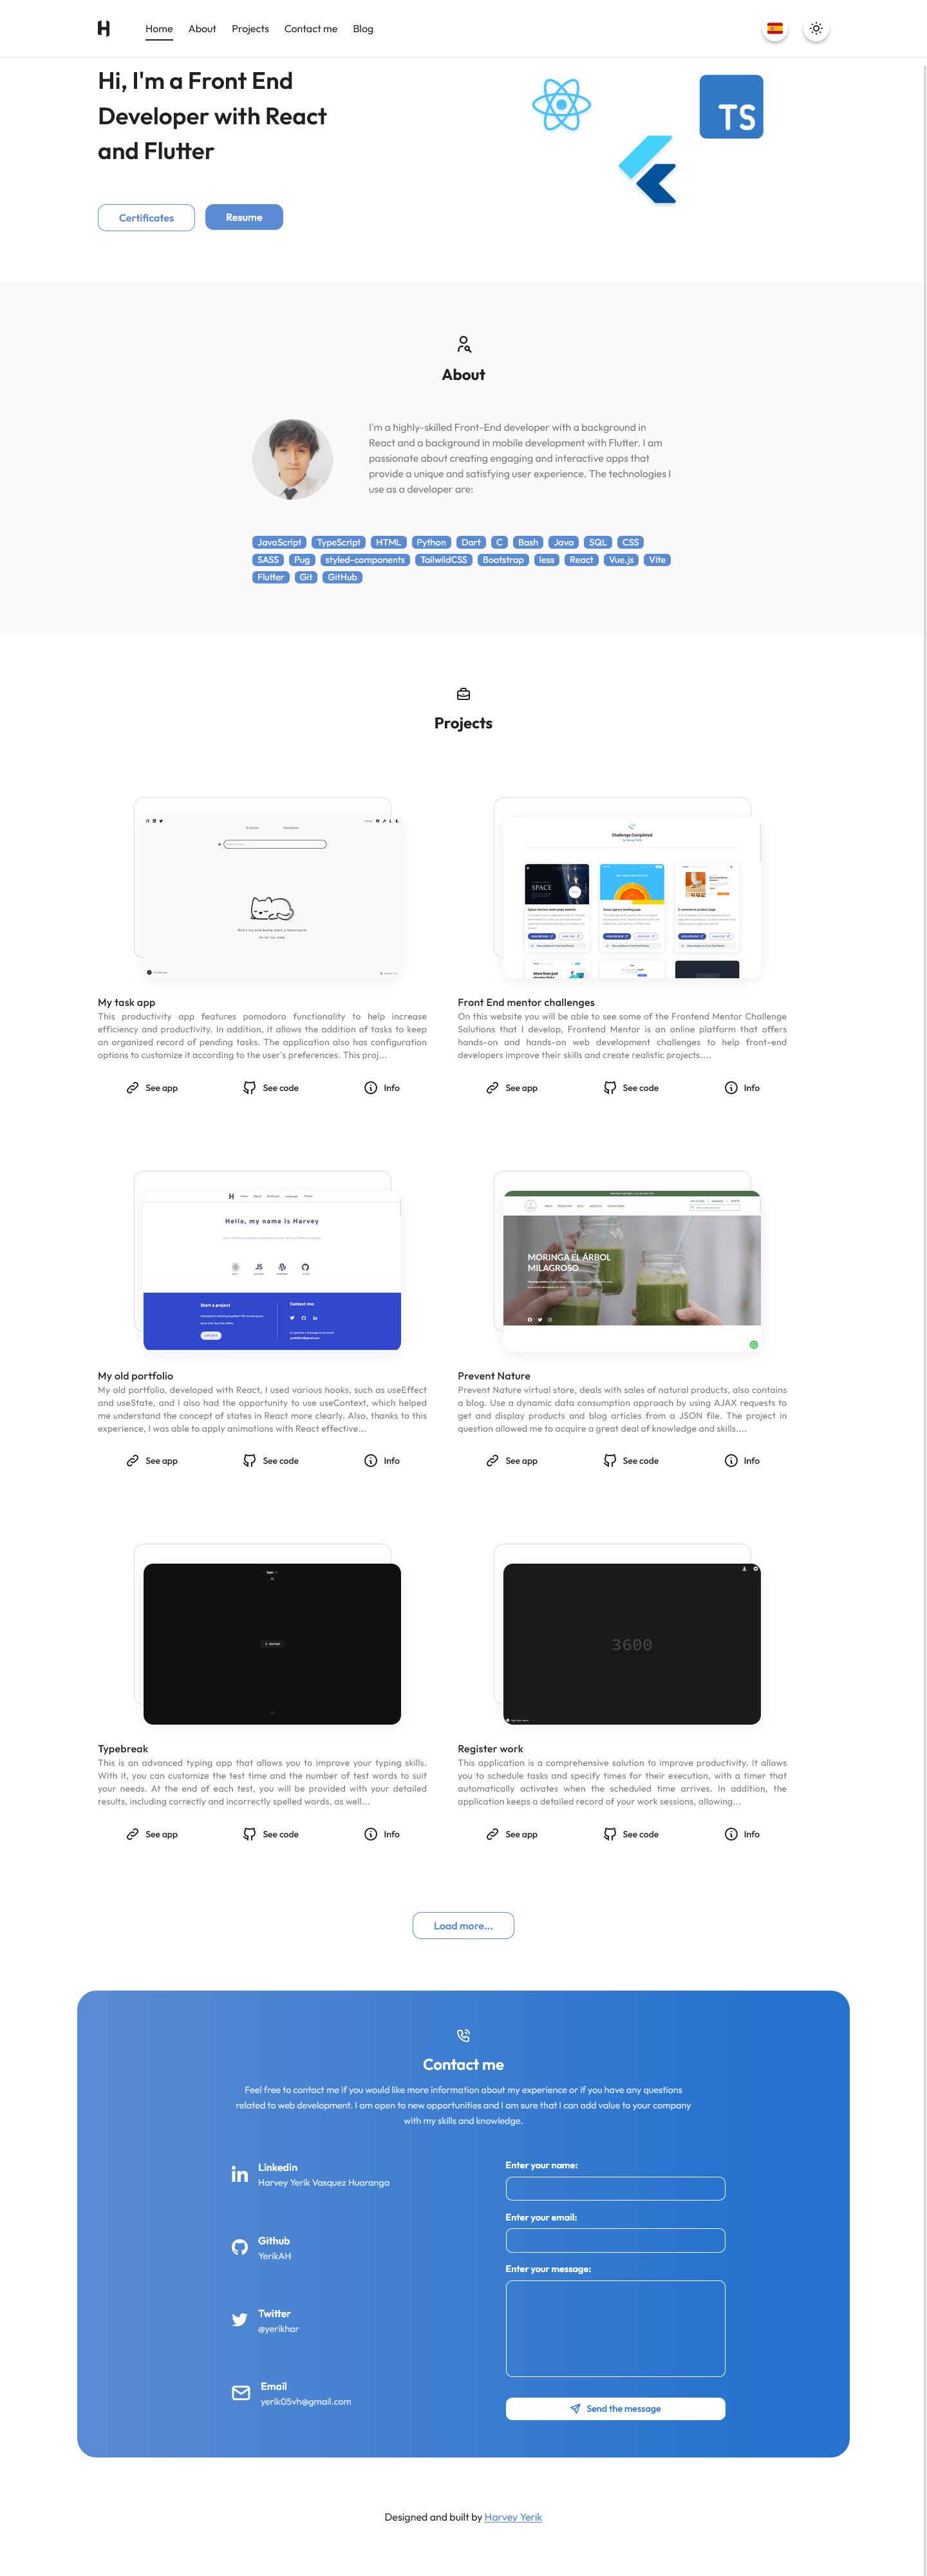 H
Home
About
Projects
Contact me
Blog
Hi, I'm a Front End
Developer with React
and Flutter
TS
Certificates
Resume
About
I'm a highly-skilled Front-End developer with a background in
React and a background in mobile development with Flutter. I am
passionate about creating engaging and interactive apps that
provide a unique and satisfying user experience. The technologies I
use as a developer are:
JavaScript TypeScript HTML Python Dart C Bash Java SQL CSS
SASS Pug styled-components TailwindCSS Bootstrap less React Vue.js Vite
Flutter Git GitHub
Projects
My task app
This productivity app features pomodoro functionality to help increase
efficiency and productivity. In addition, it allows the addition of tasks to keep
an organized record of pending tasks. The application also has configuration
options to customize it according to the user's preferences. This proj...
See app
See code
Info
Challenge Completed
SPACE
Front End mentor challenges
On this website you will be able to see some of the Frontend Mentor Challenge
Solutions that I develop, Frontend Mentor is an online platform that offers
hands-on and hands-on web development challenges to help front-end
developers improve their skills and create realistic projects....
See app
See code
Info
H
Hello, my name is Harvey
JS
Start a project
Contact me:
My old portfolio
My old portfolio, developed with React, I used various hooks, such as useEffect
and useState, and I also had the opportunity to use useContext, which helped
me understand the concept of states in React more clearly. Also, thanks to this
experience, I was able to apply animations with React effective...
See app
See code
Info
MORINGA EL ÁRBOL
MILAGROSO
Prevent Nature
Prevent Nature virtual store, deals with sales of natural products, also contains
a blog. Use a dynamic data consumption approach by using AJAX requests to
get and display products and blog articles from a JSON file. The project in
question allowed me to acquire a great deal of knowledge and skills....
See app
See code
Info
Typebreak
This is an advanced typing app that allows you to improve your typing skills.
With it, you can customize the test time and the number of test words to suit
your needs. At the end of each test, you will be provided with your detailed
results, including correctly and incorrectly spelled words, as well...
See app
See code
Info
3600
Register work
This application is a comprehensive solution to improve productivity. It allows
you to schedule tasks and specify times for their execution, with a timer that
automatically activates when the scheduled time arrives. In addition, the
application keeps a detailed record of your work sessions, allowing...
See app
See code
Info
Load more...
Contact me
Feel free to contact me if you would like more information about my experience or if you have any questions
related to web development. I am open to new opportunities and I am sure that I can add value to your company
with my skills and knowledge.
Linkedin
Harvey Yerik Vasquez Huaranga
Github
YerikAH
Twitter
@yerikhar
Email
yerik05vh@gmail.com
Enter your name:
Enter your email:
Enter your message:
Send the message
Designed and built by Harvey Yerik